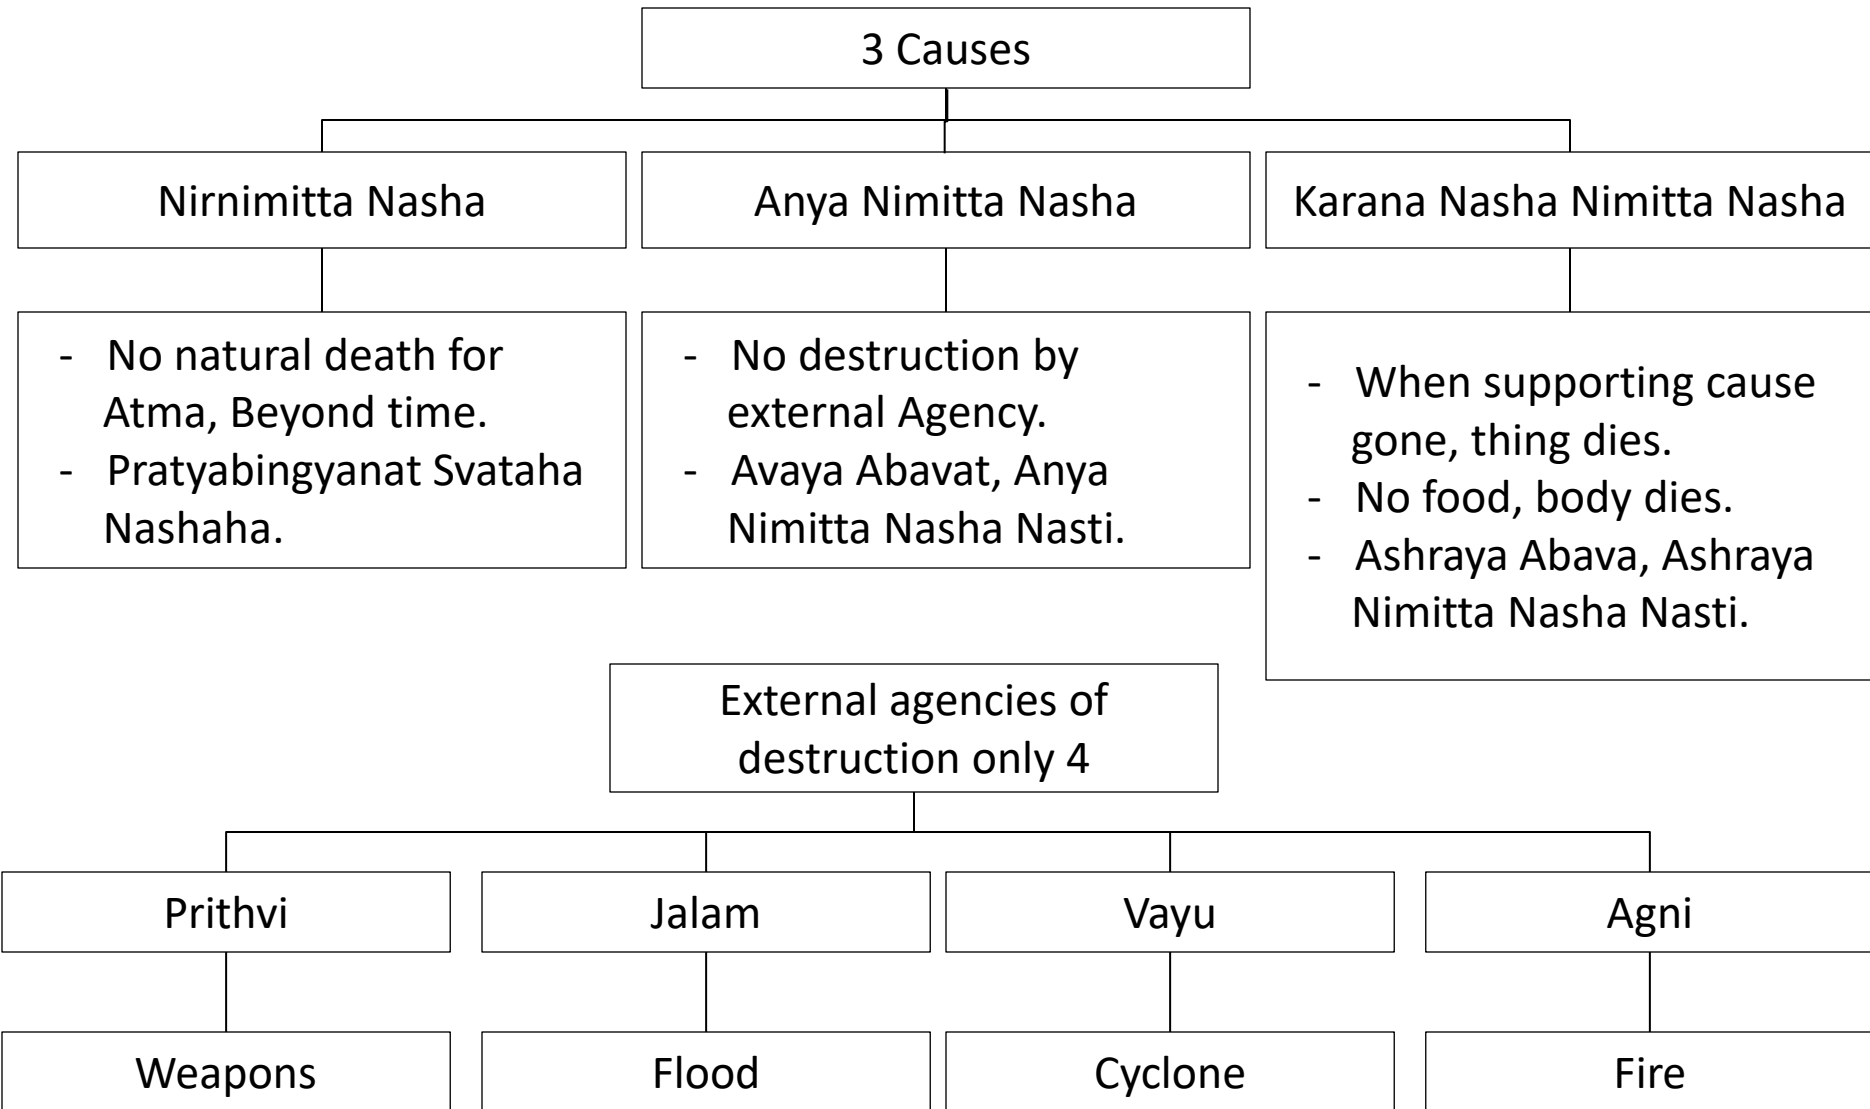 3 Causes
Nirnimitta Nasha
Anya Nimitta Nasha
Karana Nasha Nimitta Nasha
- No natural death for
Atma, Beyond time.
- Pratyabingyanat Svataha
Nashaha.
- No destruction by
external Agency.
- Avaya Abavat, Anya
Nimitta Nasha Nasti.
- When supporting cause
gone, thing dies.
- No food, body dies.
- Ashraya Abava, Ashraya
Nimitta Nasha Nasti.
External agencies of
destruction only 4
Prithvi
Jalam
Vayu
Agni
Weapons
Flood
Cyclone
Fire